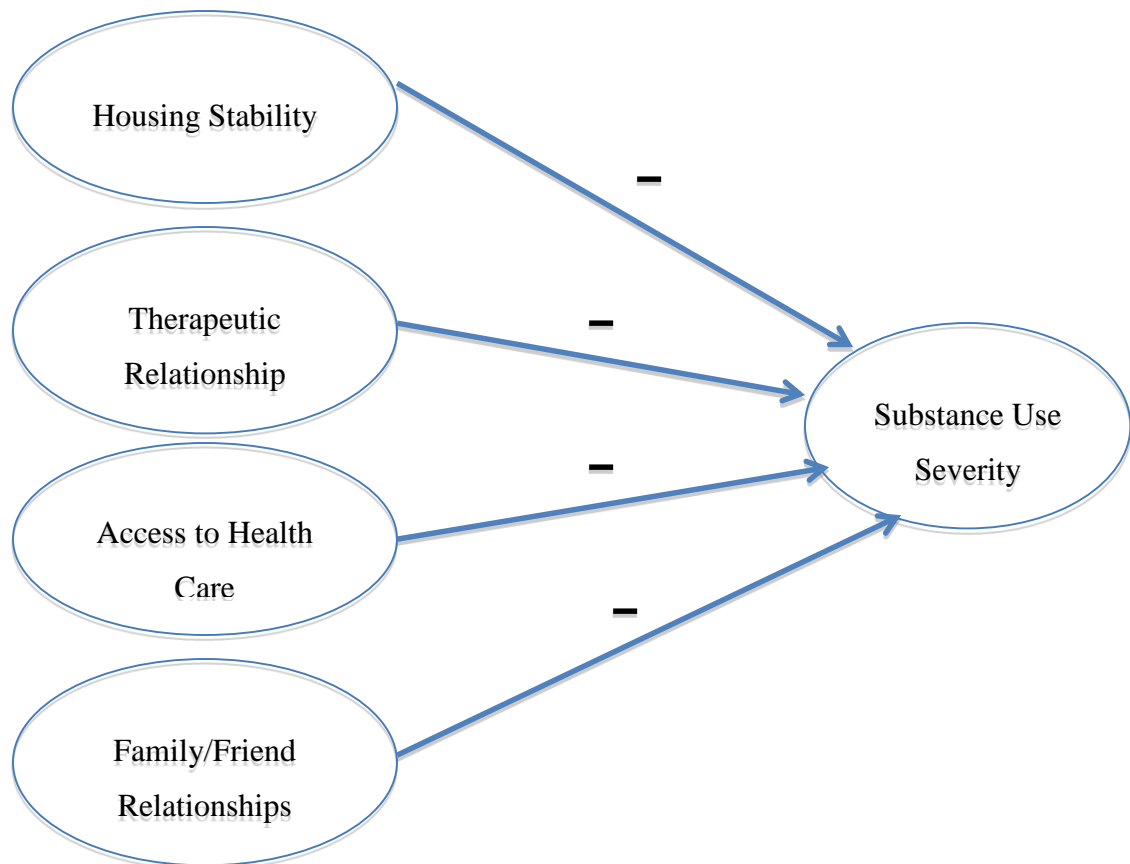 Housing Stability
–
Therapeutic
Relationship
–
Substance Use
Severity
Access to Health
Care
–
Family/Friend
Relationships
–